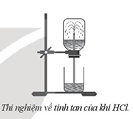 Thí nghiệm về tính tan của khí HCl.